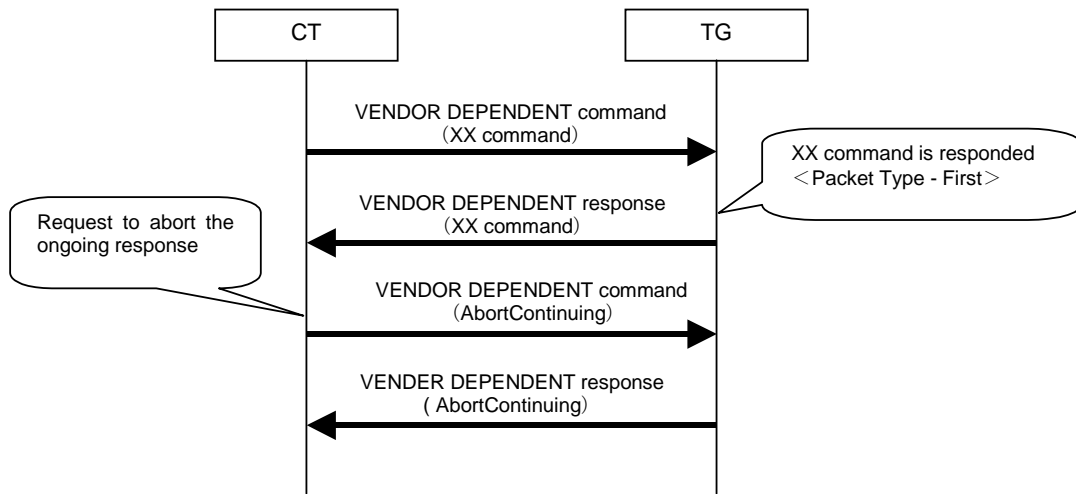 CT
TG
VENDOR DEPENDENT command
(XX command)
XX command is responded
＜Packet Type - First＞
VENDOR DEPENDENT response
(XX command)
Request to abort the
ongoing response
VENDOR DEPENDENT command
(AbortContinuing)
VENDER DEPENDENT response
( AbortContinuing)